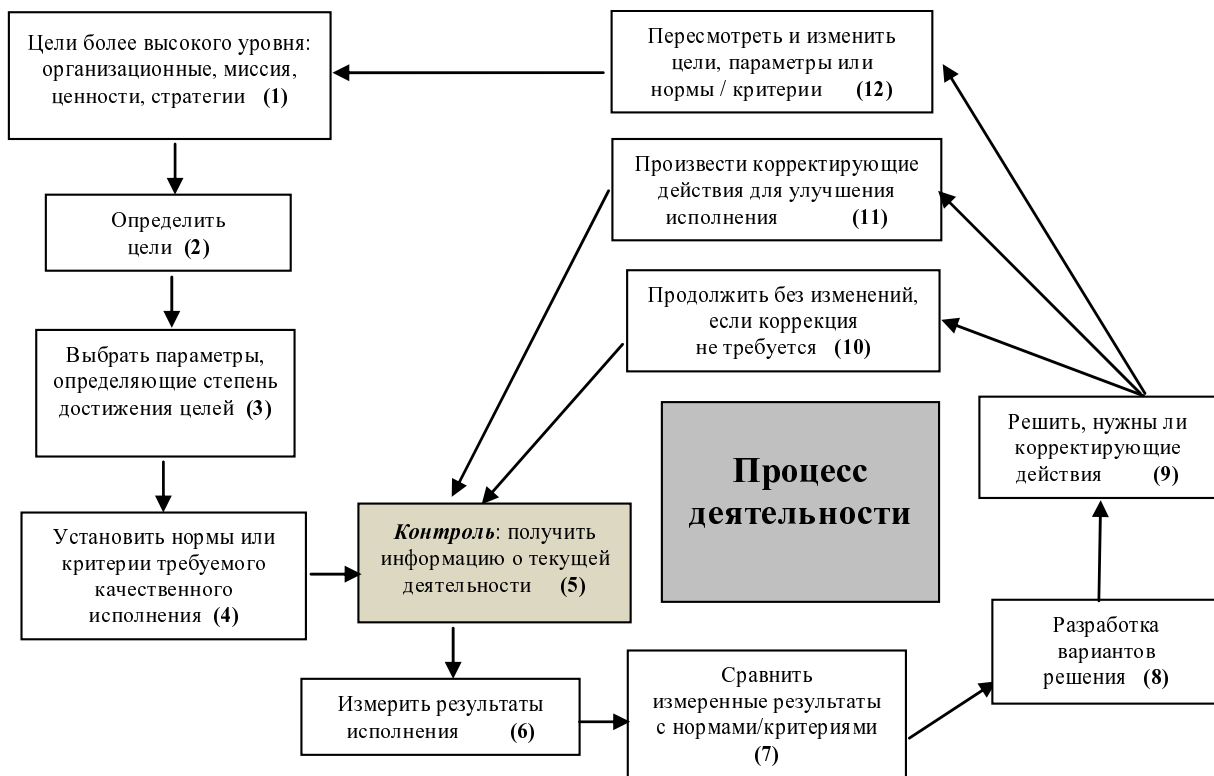 Цели более высокого уровня:
организационные, миссия,
ценности, стратегии (1)
Определить
цели (2)
Выбрать параметры,
определяющие степень
достижения целей (3)
Установить нормы или
критерии требуемого
качественного
исполнения (4)
Контроль: получить
информацию о текущей
деятельности (5)
Измерить результаты
исполнения (6)
Сравнить
измеренные результаты
с нормами/критериями
(7)
Разработка
вариантов
решения (8)
Решить, нужны ли
корректирующие
действия (9)
Продолжить без изменений,
если коррекция
не требуется (10)
Произвести корректирующие
действия для улучшения
исполнения (11)
Пересмотреть и изменить
цели, параметры или
нормы / критерии (12)
Процесс
деятельности